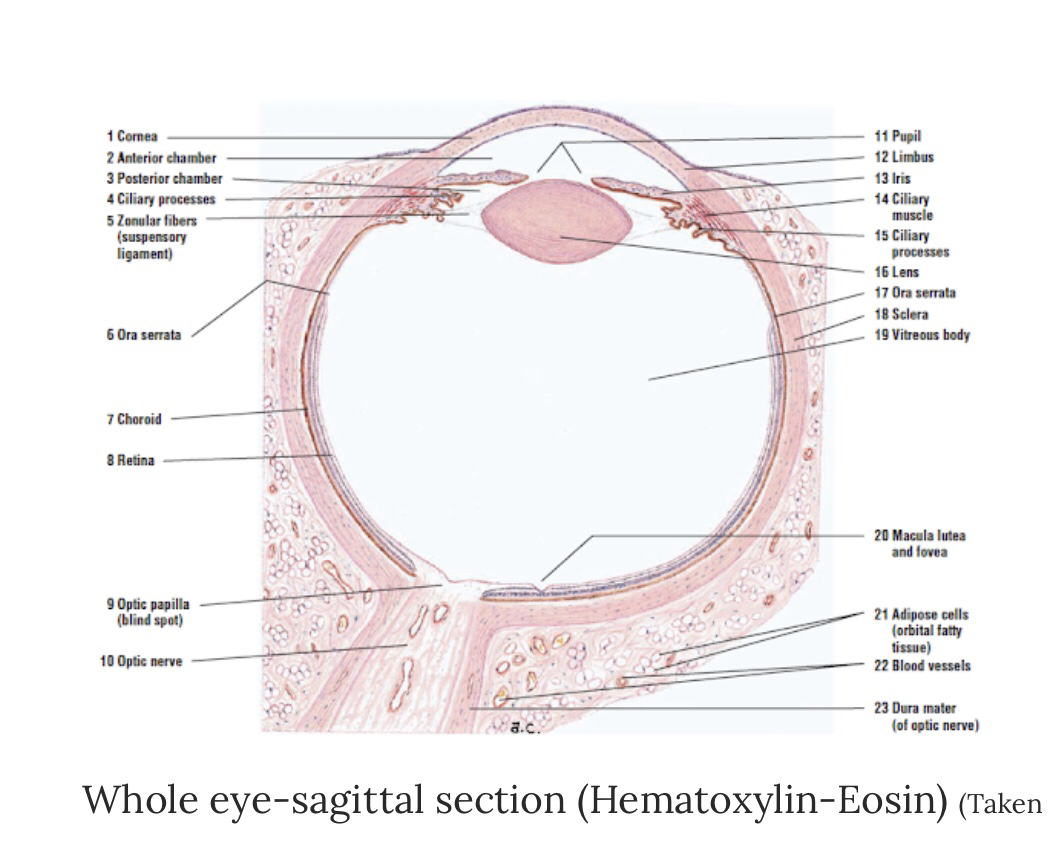 1 Cornea
2 Anterior chamber
3 Posterior chamber
4 Ciliary processes
5 Zonular fibers
(suspensory
ligament)
6 Ora serrata
7 Choroid
8 Retina
9 Optic papilla
(blind spot)
10 Optic nerve
11 Pupil
12 Limbus
13 Iris
14 Ciliary
muscle
15 Ciliary
processes
16 Lens
17 Ora serrata
18 Sclera
19 Vitreous body
20 Macula lutea
and fovea
21 Adipose cells
(orbital fatty
tissue)
22 Blood vessels
23 Dura mater
(of optic nerve)
a.c.
Whole eye-sagittal section (Hematoxylin-Eosin) (Taken